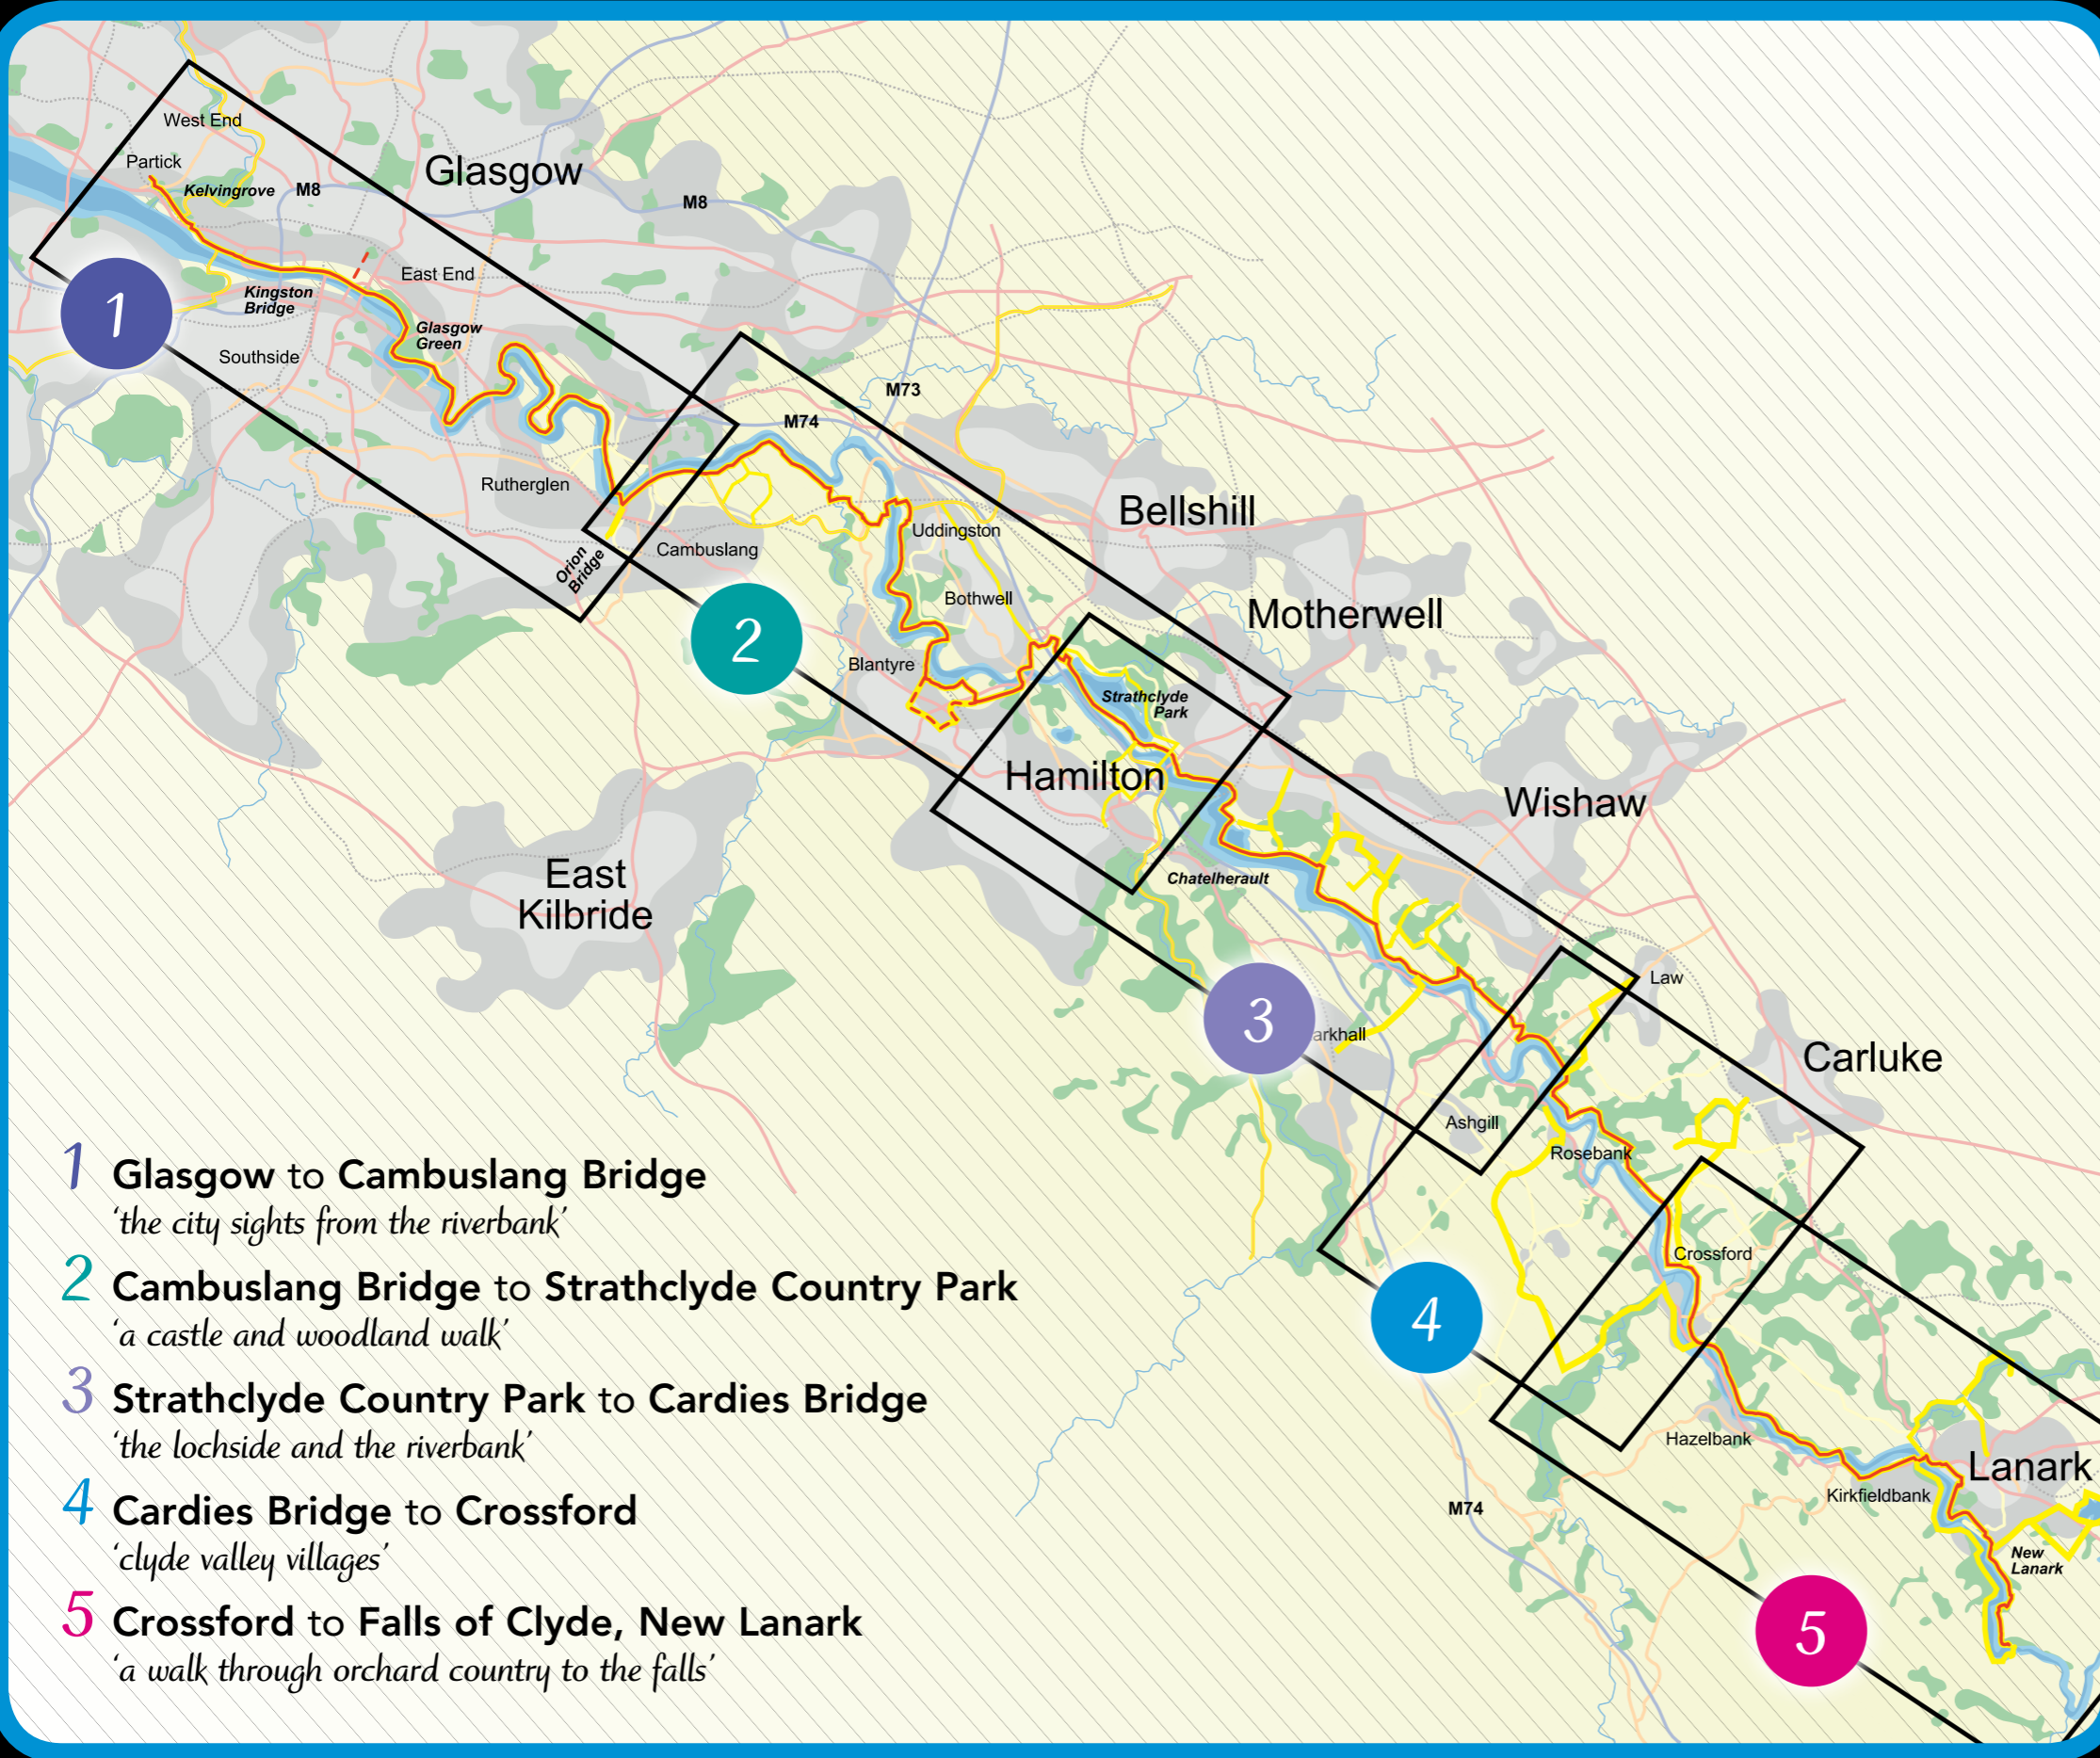 West End
Partick
Kelvingrove
M8
Glasgow
M8
East End
Kingston
Bridge
Glasgow
Green
1
Southside
M73
M74
Rutherglen
Bellshill
Uddingston
Orion
Bridge
Cambuslang
Bothwell
Motherwell
2
Blantyre
Strathclyde
Park
Hamilton
Wishaw
East
Kilbride
Chatelherault
Law
3
arkhall
Carluke
Ashgill
Rosebank
Crossford
4
Hazelbank
Lanark
Kirkfieldbank
M74
New
Lanark
5
1 Glasgow to Cambuslang Bridge
‘the city sights from the riverbank’
2 Cambuslang Bridge to Strathclyde Country Park
‘a castle and woodland walk’
3 Strathclyde Country Park to Cardies Bridge
‘the lochside and the riverbank’
4 Cardies Bridge to Crossford
‘clyde valley villages’
5 Crossford to Falls of Clyde, New Lanark
‘a walk through orchard country to the falls’